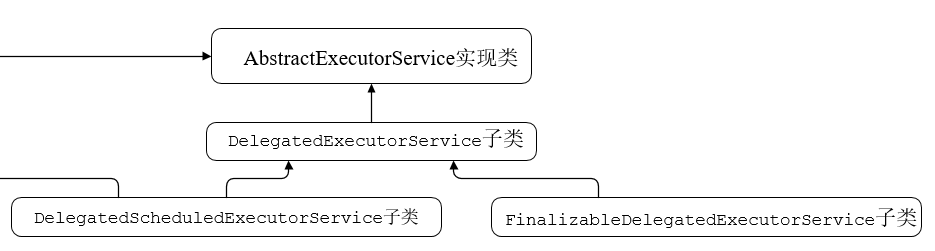 AbstractExecutorService实现类
DelegatedExecutorService子类
DelegatedScheduledExecutorService子类
FinalizableDelegatedExecutorService子类